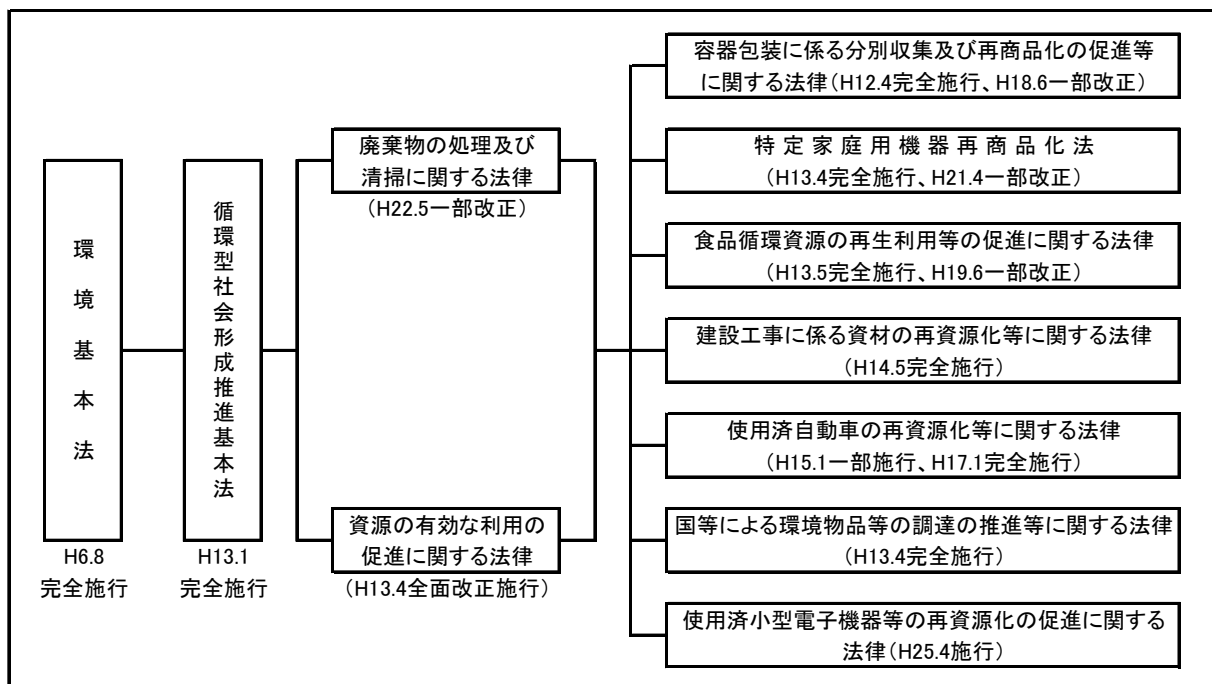 環境基本法
H6.8
完全施行
循環型社会形成推進基本法
H13.1
完全施行
廃棄物の処理及び
清掃に関する法律
(H22.5一部改正)
資源の有効な利用の
促進に関する法律
(H13.4全面改正施行)
容器包装に係る分別収集及び再商品化の促進等
に関する法律(H12.4完全施行、H18.6一部改正)
特定家庭用機器再商品化法
(H13.4完全施行、H21.4一部改正)
食品循環資源の再生利用等の促進に関する法律
(H13.5完全施行、H19.6一部改正)
建設工事に係る資材の再資源化等に関する法律
(H14.5完全施行)
使用済自動車の再資源化等に関する法律
(H15.1一部施行、H17.1完全施行)
国等による環境物品等の調達の推進等に関する法律
(H13.4完全施行)
使用済小型電子機器等の再資源化の促進に関する
法律(H25.4施行)